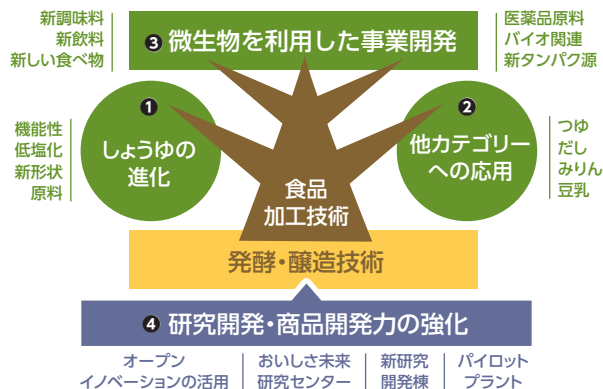 新調味料
新飲料
新しい食べ物
❸ 微生物を利用した事業開発
医薬品原料
バイオ関連
新タンパク源
❶
しょうゆの
進化
機能性
低塩化
新形状
原料
❷
他カテゴリー
への応用
つゆ
だし
みりん
豆乳
食品
加工技術
発酵・醸造技術
❹ 研究開発・商品開発力の強化
オープン
イノベーションの活用
おいしさ未来
研究センター
新研究
開発棟
パイロット
プラント